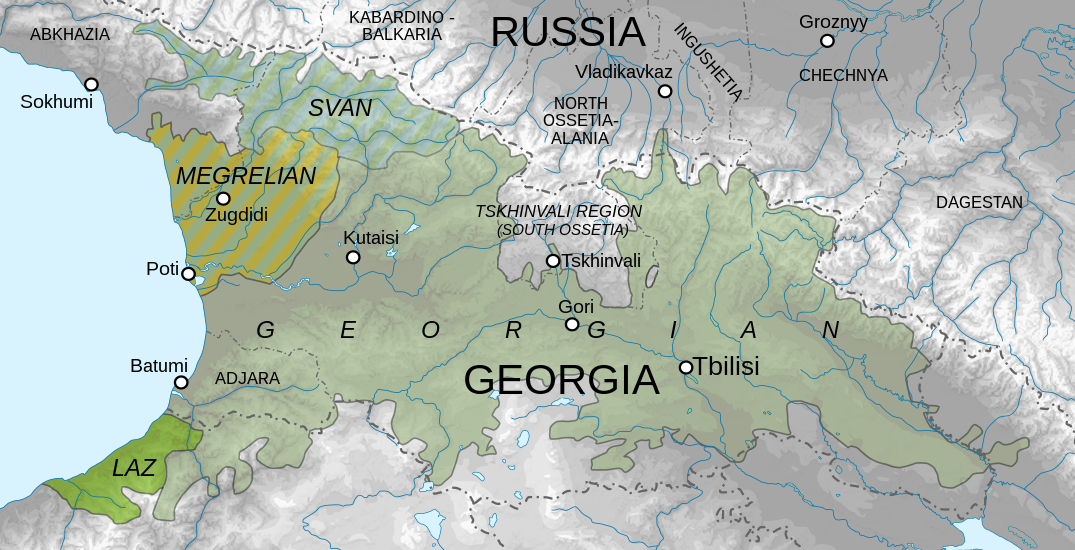 KABARDINO -
BALKARIA
RUSSIA
Groznyy
ABKHAZIA
INGUSHETIA
Vladikavkaz
CHECHNYA
Sokhumi
SVAN
NORTH
OSSETIA-
ALANIA
MEGRELIAN
Zugdidi
TSKHINVALI REGION
(SOUTH OSSETIA)
DAGESTAN
Kutaisi
Poti
Tskhinvali
Gori
G E O R G I A N
Batumi
ADJARA
GEORGIA
Tbilisi
LAZ